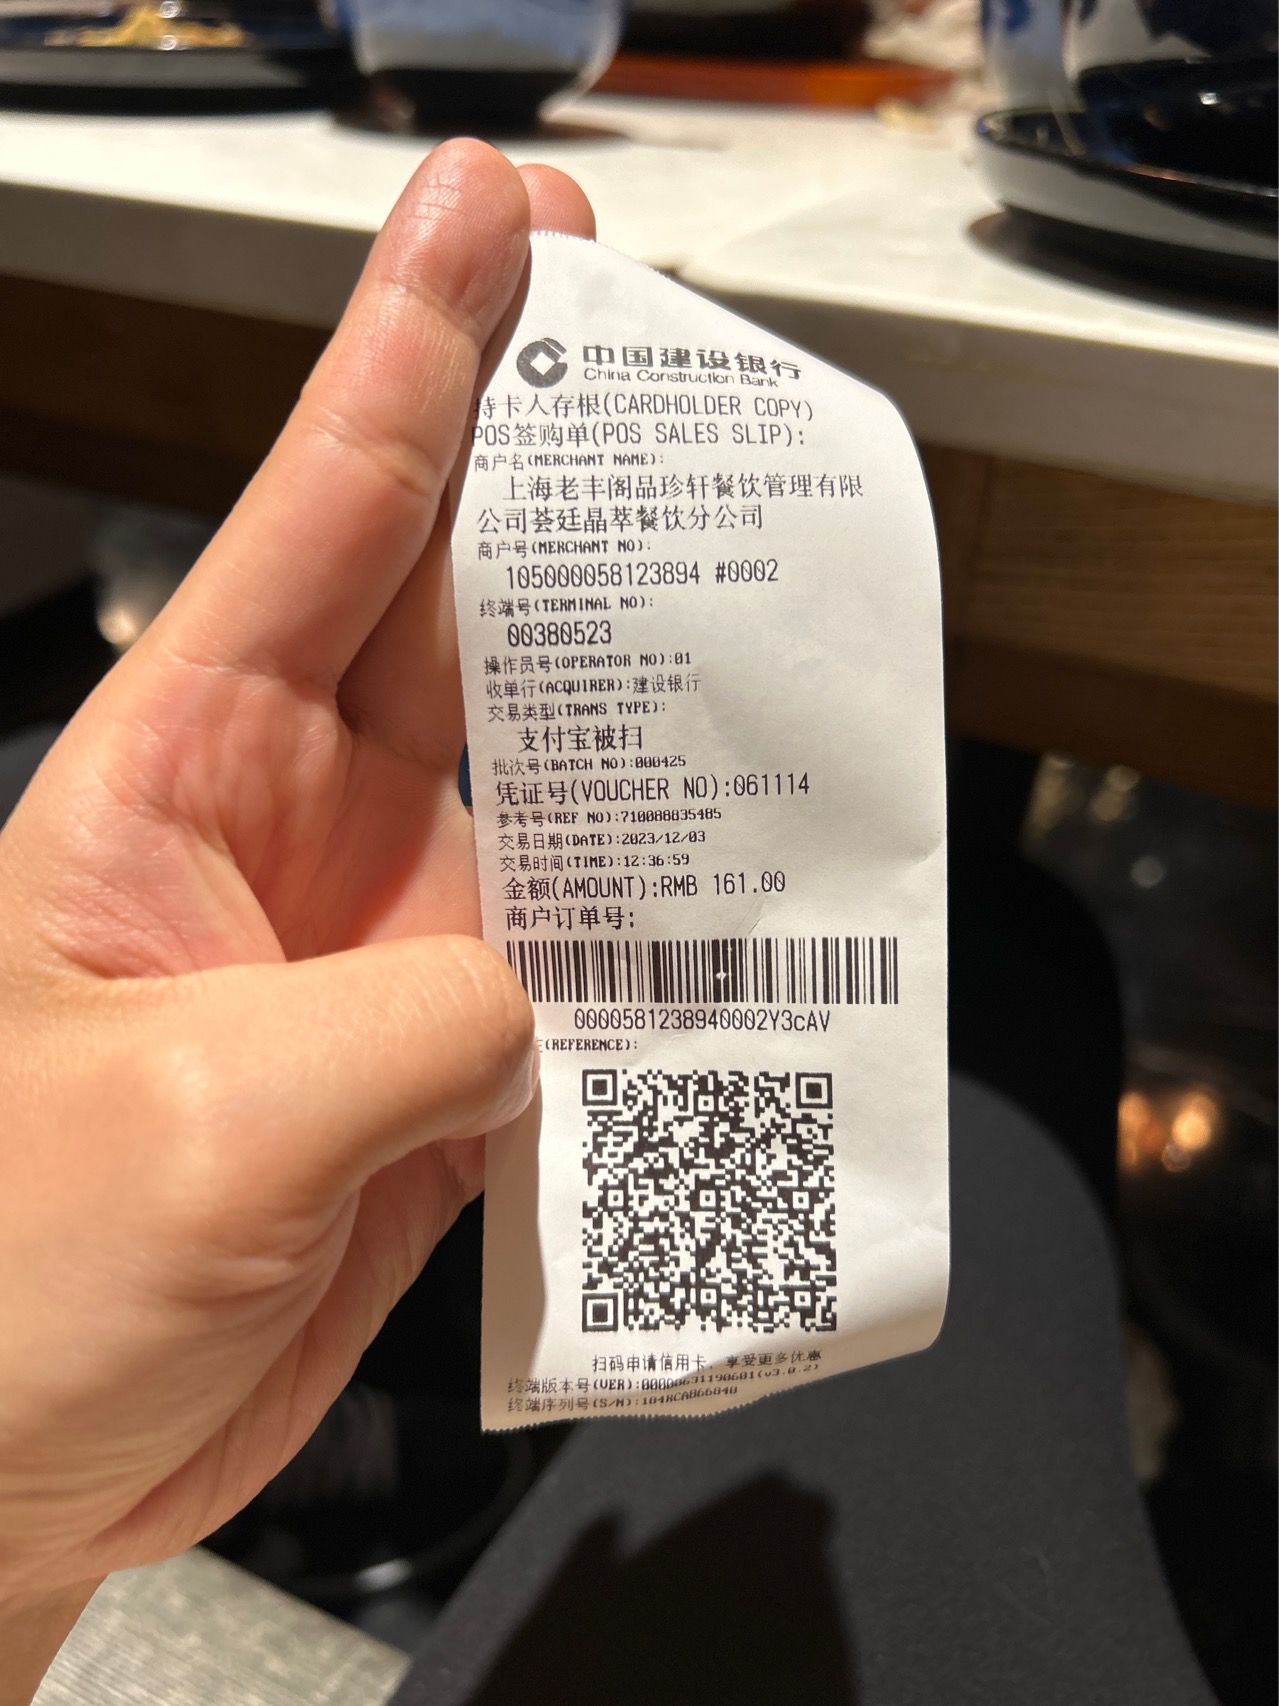 中国建设银行
China Construction Bank
持卡人存根(CARDHOLDER COPY)
POS签购单(POS SALES SLIP):
商户名(MERCHANT NAME):
上海老丰阁品珍轩餐饮管理有限
公司荟廷晶萃餐饮分公司
商户号(MERCHANT NO):
105000058123894 #0002
终端号(TERMINAL NO):
00380523
操作员号(OPERATOR NO):01
收单行(ACQUIRER):建设银行
交易类型(TRANS TYPE):
支付宝被扫
批次号(BATCH NO):000425
凭证号(VOUCHER NO):061114
参考号(REF NO):710088835485
交易日期(DATE):2023/12/03
交易时间(TIME):12:36:59
金额(AMOUNT):RMB 161.00
商户订单号:
0000581238940002Y3cAV
(REFERENCE):
扫码申请信用卡，享受更多优惠
终端版本号(VER):
终端序列号(S/N):